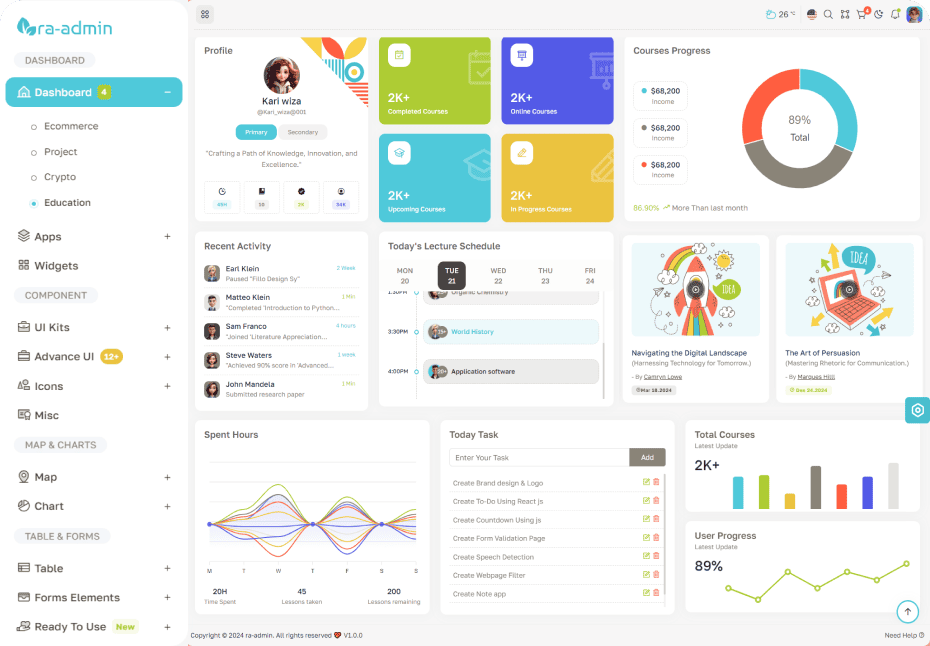 ra-admin
DASHBOARD
Dashboard 4
Ecommerce
Project
Crypto
Education
Apps
Widgets
COMPONENT
UI Kits
Advance UI 12+
Icons
Misc
MAP & CHARTS
Map
Chart
TABLE & FORMS
Table
Forms Elements
Ready To Use New
26 °C
4
Profile
Kari wiza
@Kari_wiza@001
Primary
Secondary
"Crafting a Path of Knowledge, Innovation, and
Excellence."
2K+
Completed Courses
2K+
Online Courses
2K+
Upcoming Courses
2K+
In Progress Courses
Courses Progress
$68,200
Income
$68,200
Income
$68,200
Income
89%
Total
86.90% More Than last month
Recent Activity
Earl Klein
2 Week
Paused "Fillo Design Sy"
Matteo Klein
1 Min
"Completed 'Introduction to Python...
Sam Franco
4 hours
"Joined 'Literature Appreciation...
Steve Waters
1 week
"Achieved 90% score in 'Advanced...
John Mandela
1 Min
Submitted research paper
Today's Lecture Schedule
MON TUE WED THU FRI
20 21 22 23 24
1:30PM
Organic Chemistry
3:30PM
World History
4:00PM
Application software
IDEA
Navigating the Digital Landscape
(Harnessing Technology for Tomorrow.)
- By Camryn Lowe
Mar 18.2024
IDEA
The Art of Persuasion
(Mastering Rhetoric for Communication.)
- By Marques Hilll
Dec 24.2024
Spent Hours
M T W T F S S
20H
Time Spent
45
Lessons taken
200
Lessons remaining
Today Task
Enter Your Task
Add
Create Brand design & Logo
Create To-Do Using React js
Create Countdown Using js
Create Form Validation Page
Create Speech Detection
Create Webpage Filter
Create Note app
Total Courses
Latest Update
2K+
User Progress
Latest Update
89%
Copyright © 2024 ra-admin. All rights reserved 💖 V1.0.0
Need Help